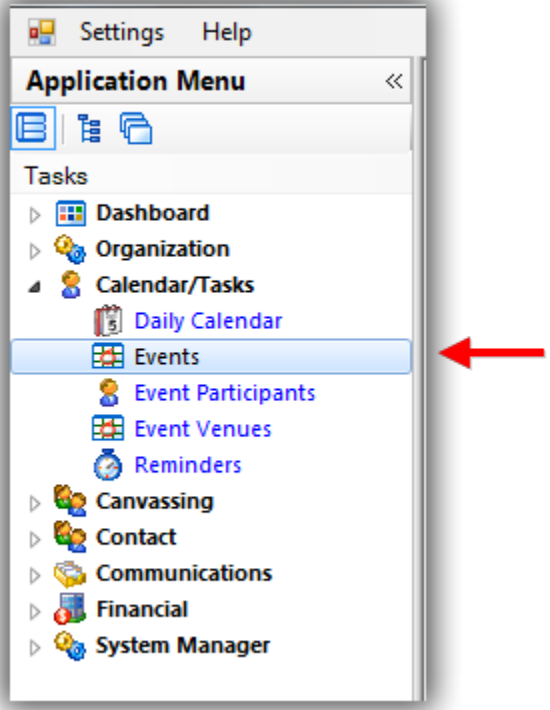 Settings Help
Application Menu «
Tasks
Dashboard
Organization
Calendar/Tasks
5 Daily Calendar
Events
Event Participants
Event Venues
Reminders
Canvassing
Contact
Communications
Financial
System Manager